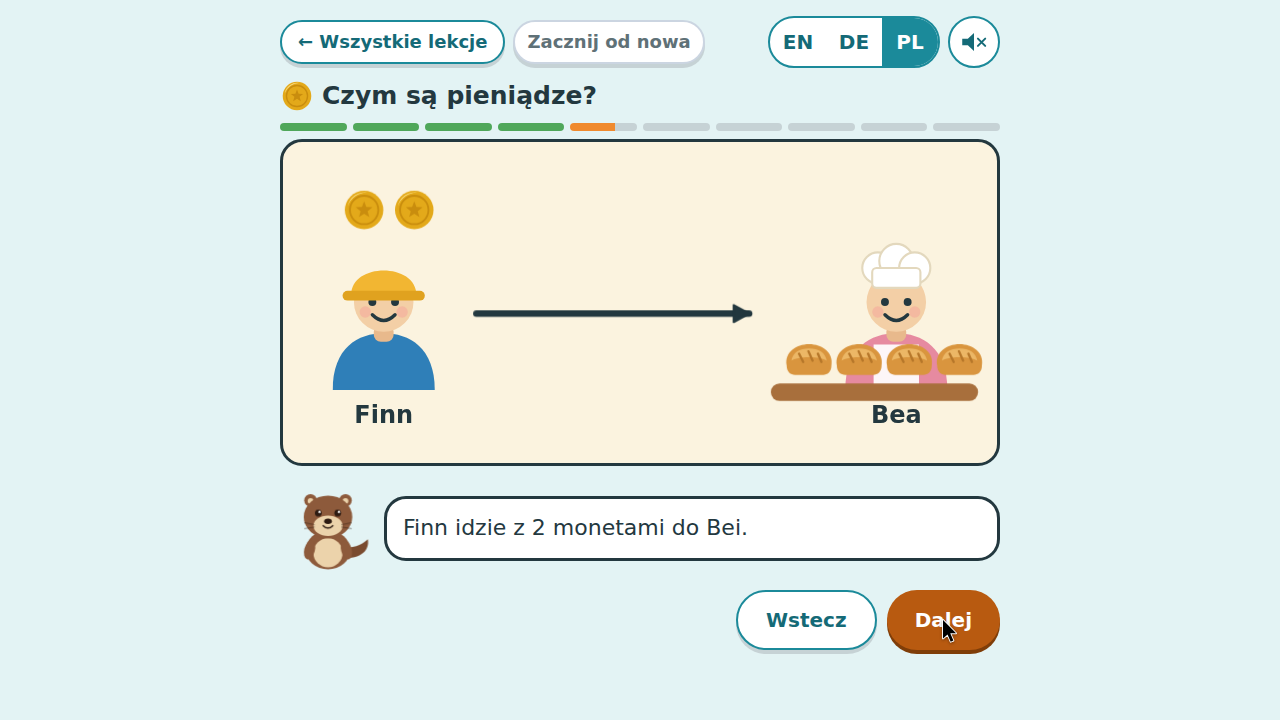 ← Wszystkie lekcje
Zacznij od nowa
EN DE PL
Czym są pieniądze?
Finn
Bea
Finn idzie z 2 monetami do Bei.
Wstecz
Dalej